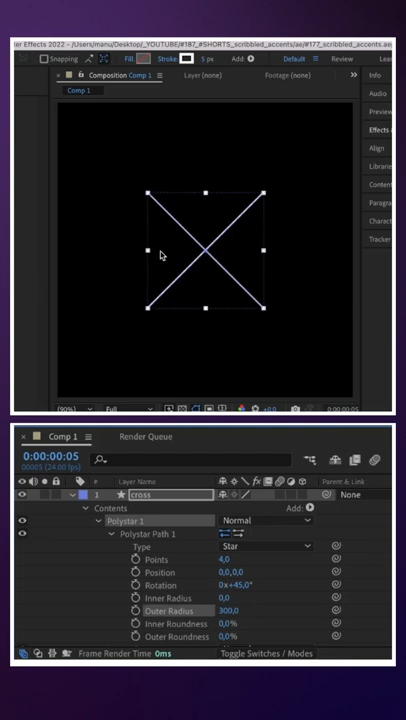 er Effects 2022 — /Users/manu/Desktop/_YOUTUBE/#187_#SHORTS_scribbled_accents/ae/#177_scribbled_accents.ae
Snapping Fill: Stroke: 5 px Add: Default Review
Composition Comp 1 Layer (none) Footage (none) Info
Comp 1
Audio
Preview
Effects &
Align
Libraries
Content
Paragra
Charact
Tracker
(90%) Full +0,0 0:00:00:05
Comp 1 Render Queue
0:00:00:05
00005 (24.00 fps)
# Layer Name Parent & Link
1 cross None
Contents Add:
Polystar 1 Normal
Polystar Path 1
Type Star
Points 4,0
Position 0,0,0,0
Rotation 0x+45,0°
Inner Radius 0,0
Outer Radius 300,0
Inner Roundness 0,0%
Outer Roundness 0,0%
Frame Render Time 0ms Toggle Switches / Modes